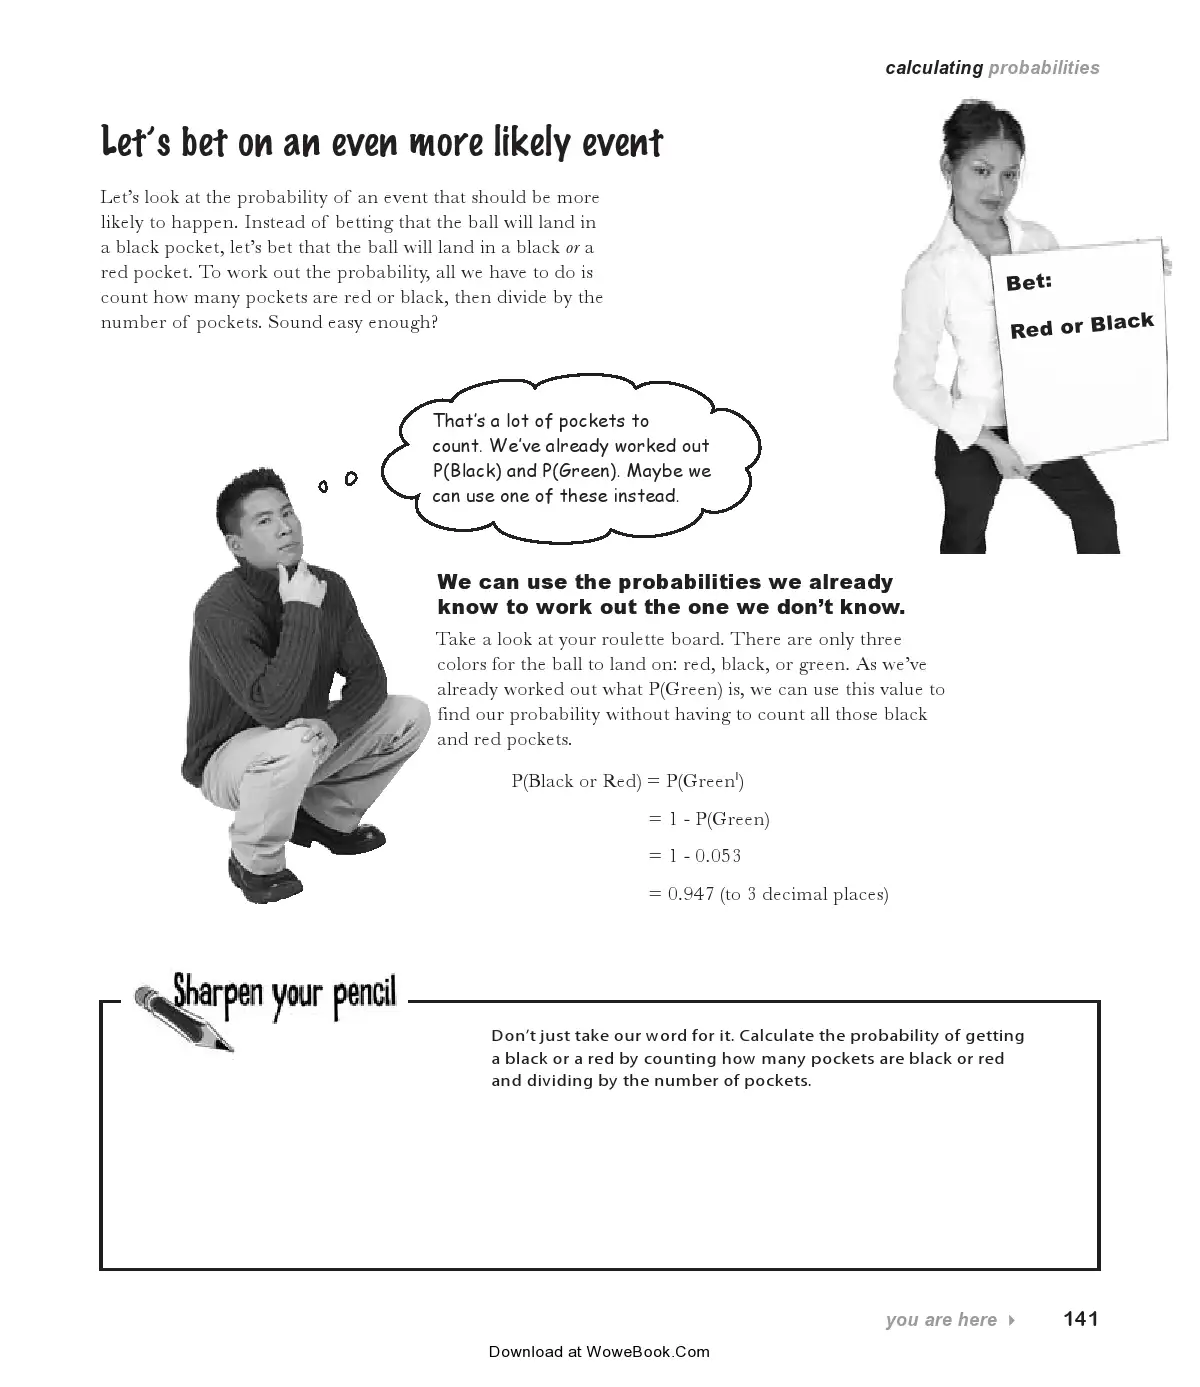 calculating probabilities
Let's bet on an even more likely event
Let's look at the probability of an event that should be more
likely to happen. Instead of betting that the ball will land in
a black pocket, let's bet that the ball will land in a black or a
red pocket. To work out the probability, all we have to do is
count how many pockets are red or black, then divide by the
number of pockets. Sound easy enough?
Bet:
Red or Black
That's a lot of pockets to
count. We've already worked out
P(Black) and P(Green). Maybe we
can use one of these instead.
We can use the probabilities we already
know to work out the one we don't know.
Take a look at your roulette board. There are only three
colors for the ball to land on: red, black, or green. As we've
already worked out what P(Green) is, we can use this value to
find our probability without having to count all those black
and red pockets.
P(Black or Red) = P(Greenᴵ)
= 1 - P(Green)
= 1 - 0.053
= 0.947 (to 3 decimal places)
Sharpen your pencil
Don't just take our word for it. Calculate the probability of getting
a black or a red by counting how many pockets are black or red
and dividing by the number of pockets.
you are here 141
Download at WoweBook.Com